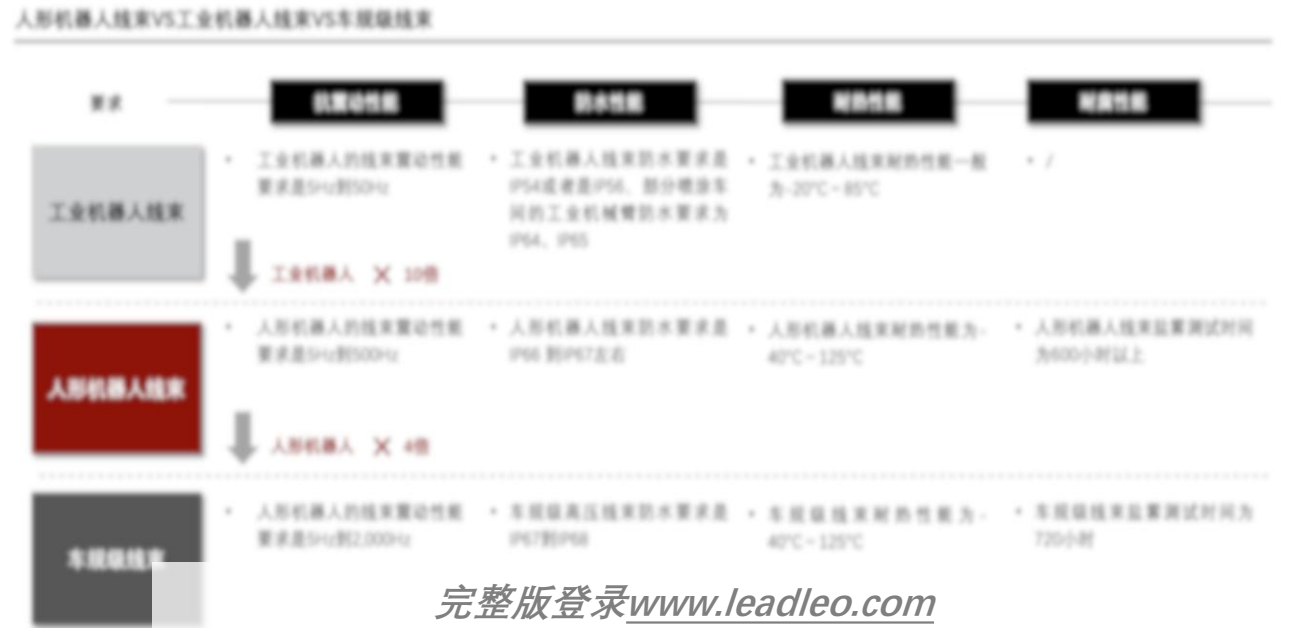 人形机器人线束VS工业机器人线束VS车规级线束
要求
抗震动性能
防水性能
耐热性能
耐腐性能
工业机器人线束
• 工业机器人的线束震动性能
要求是5Hz到50Hz
• 工业机器人线束防水要求是
IP54或者是IP56，部分喷涂车
间的工业机械臂防水要求为
IP64、IP65
• 工业机器人线束耐热性能一般
为-20°C~85°C
• /
工业机器人 × 10倍
人形机器人线束
• 人形机器人的线束震动性能
要求是5Hz到500Hz
• 人形机器人线束防水要求是
IP66 到IP67左右
• 人形机器人线束耐热性能为-
40°C~125°C
• 人形机器人线束盐雾测试时间
为600小时以上
人形机器人 × 4倍
车规级线束
• 人形机器人的线束震动性能
要求是5Hz到2,000Hz
• 车规级高压线束防水要求是
IP67到IP68
• 车规级线束耐热性能为-
40°C~125°C
• 车规级线束盐雾测试时间为
720小时
完整版登录www.leadleo.com